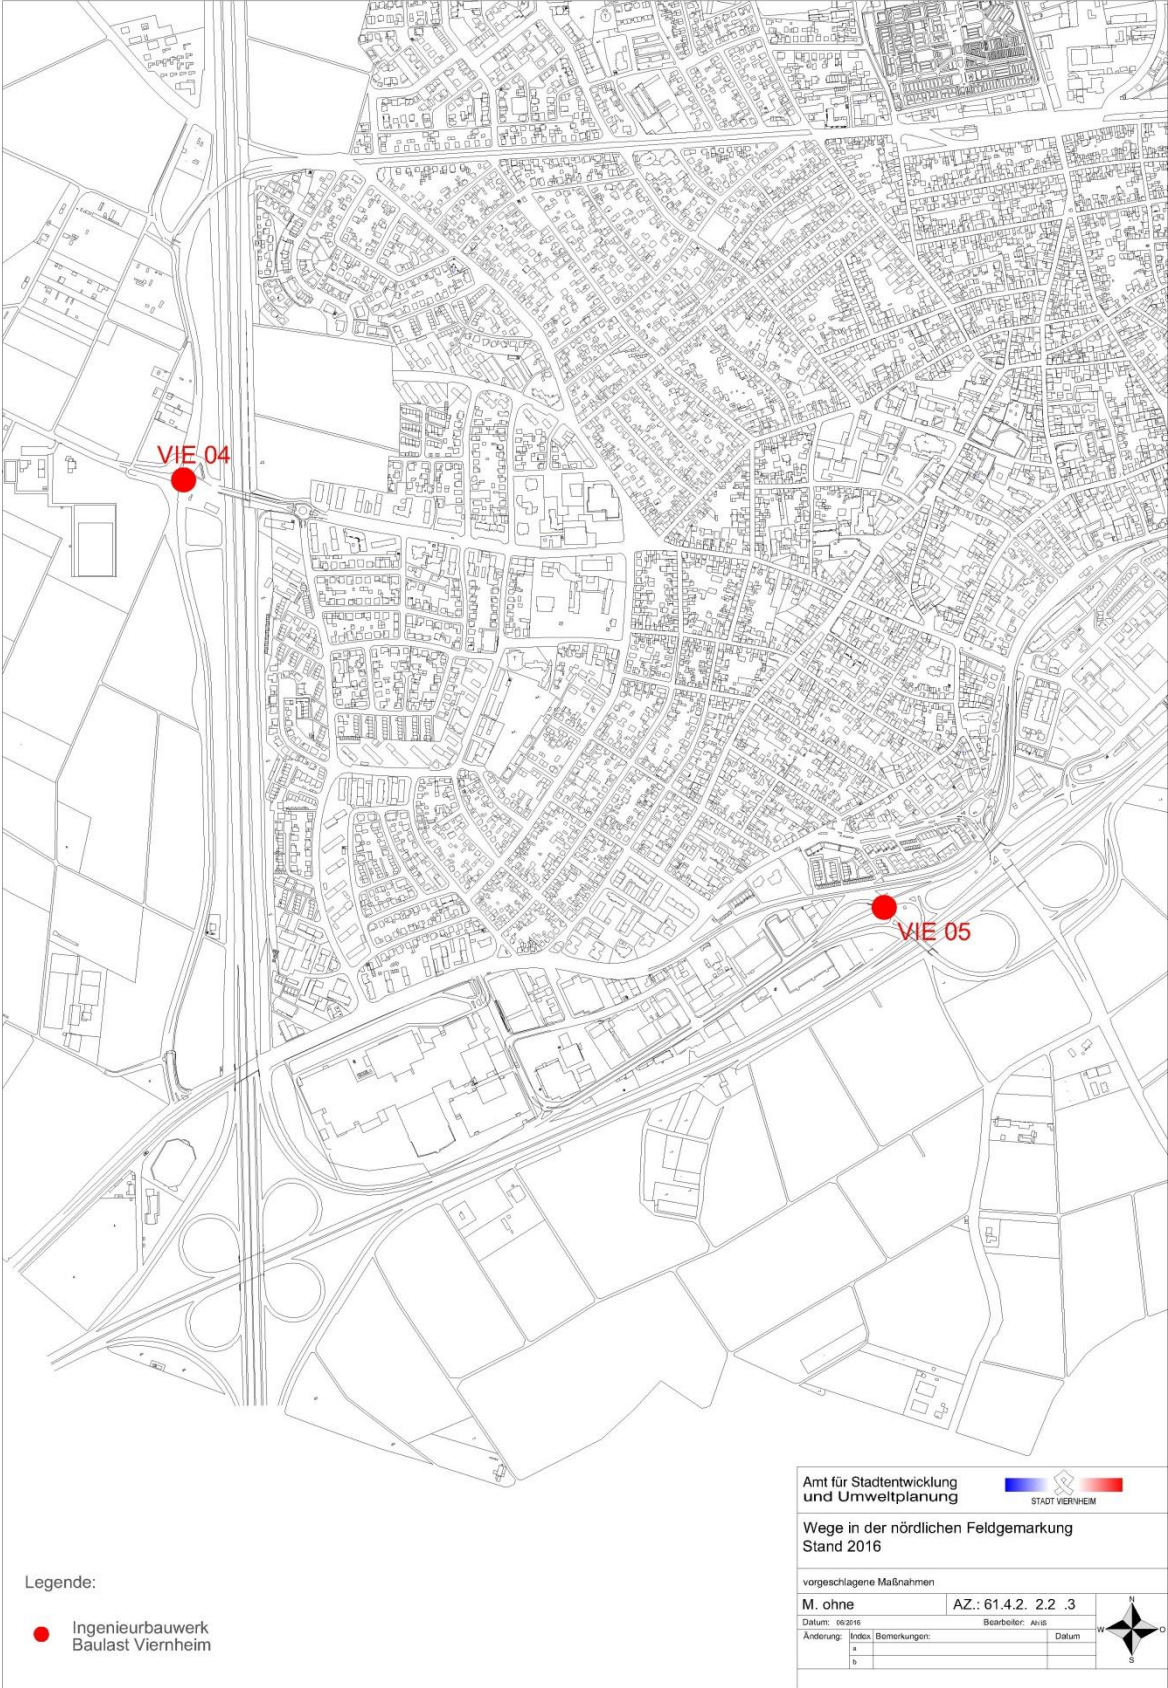 VIE 04
VIE 05
Amt für Stadtentwicklung
und Umweltplanung
STADT VIERNHEIM
Wege in der nördlichen Feldgemarkung
Stand 2016
vorgeschlagene Maßnahmen
M. ohne
AZ.: 61.4.2. 2.2 .3
Datum: 06/2016
Bearbeiter:
Änderung: Index Bemerkungen: Datum
a
b
N
W O
S
Legende:
Ingenieurbauwerk
Baulast Viernheim